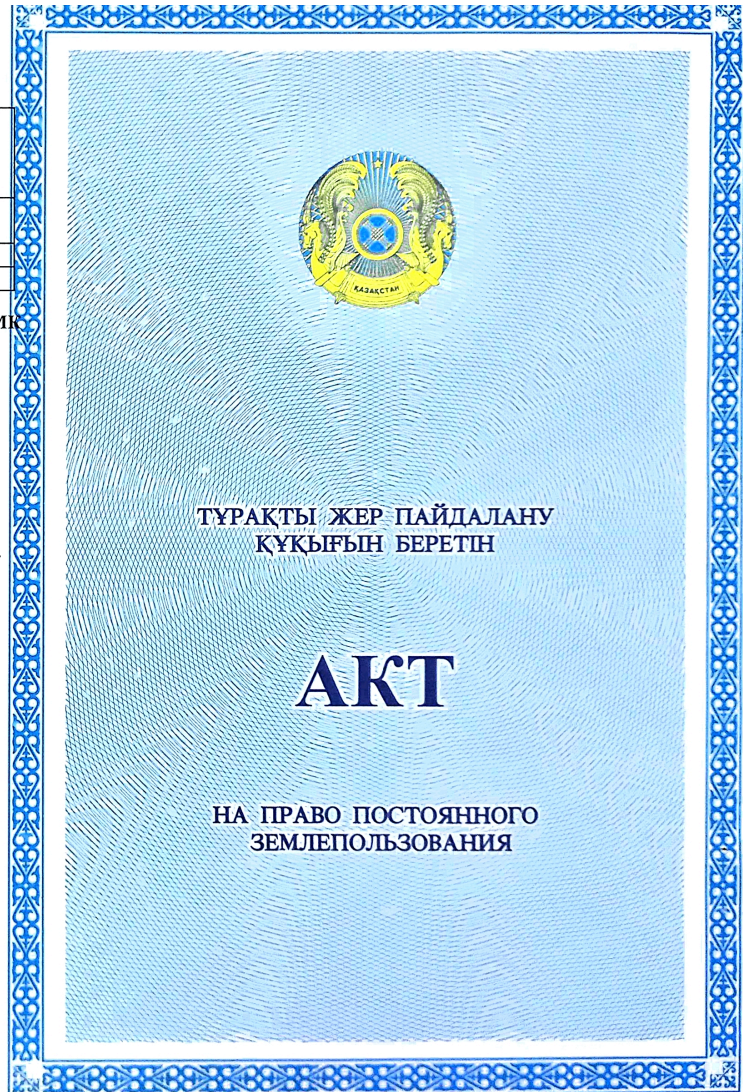 ҚАЗАҚСТАН
ТҰРАҚТЫ ЖЕР ПАЙДАЛАНУ
ҚҰҚЫҒЫН БЕРЕТІН
АКТ
НА ПРАВО ПОСТОЯННОГО
ЗЕМЛЕПОЛЬЗОВАНИЯ